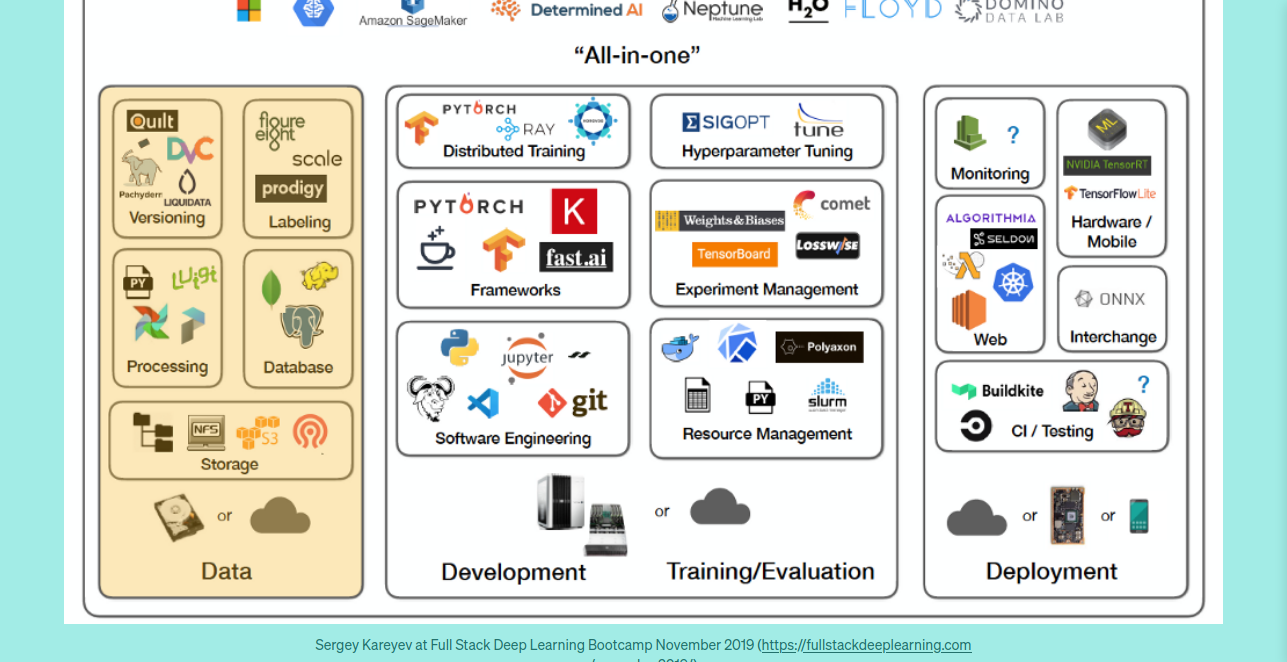 Amazon SageMaker
Determined AI
Neptune
Machine Learning Lab
H2O
FLOYD
DOMINO
DATA LAB
“All-in-one”
Quilt
DVC
Pachyderm
LIQUIDATA
Versioning
figure
eight
scale
prodigy
Labeling
PY
Luigi
Processing
Database
NFS
S3
Storage
or
Data
PYTORCH
RAY
HOROVOD
Distributed Training
SIGOPT
tune
Hyperparameter Tuning
PYTORCH
K
fast.ai
Frameworks
Weights & Biases
comet
TensorBoard
LOSSWISE
Experiment Management
jupyter
git
Software Engineering
Polyaxon
PY
slurm
workload manager
Resource Management
or
Development
Training/Evaluation
?
Monitoring
ML
NVIDIA TensorRT
TensorFlow Lite
Hardware /
Mobile
ALGORITHMIA
SELDON
Web
ONNX
Interchange
Buildkite
?
CI / Testing
or
or
Deployment
Sergey Kareyev at Full Stack Deep Learning Bootcamp November 2019 (https://fullstackdeeplearning.com